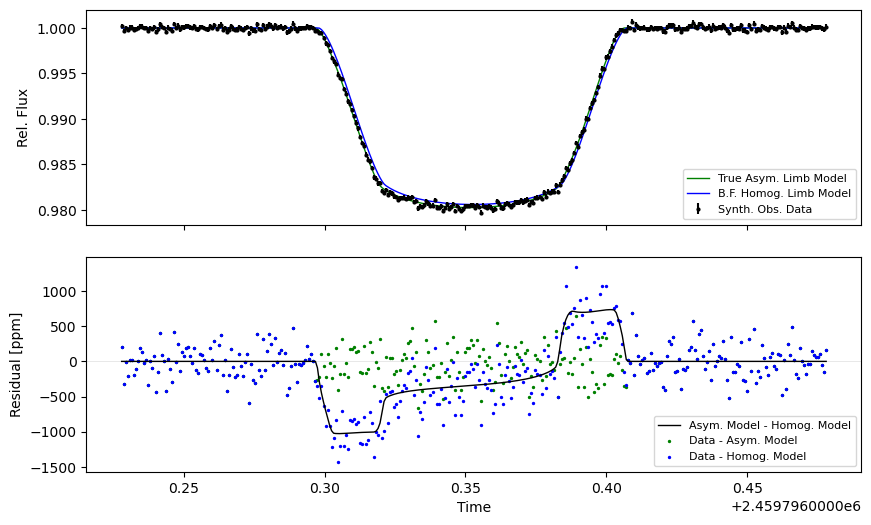 1.000
0.995
0.990
0.985
0.980
Rel. Flux
True Asym. Limb Model
B.F. Homog. Limb Model
Synth. Obs. Data
1000
500
0
−500
−1000
−1500
Residual [ppm]
Asym. Model - Homog. Model
Data - Asym. Model
Data - Homog. Model
0.25 0.30 0.35 0.40 0.45
Time
+2.4597960000e6